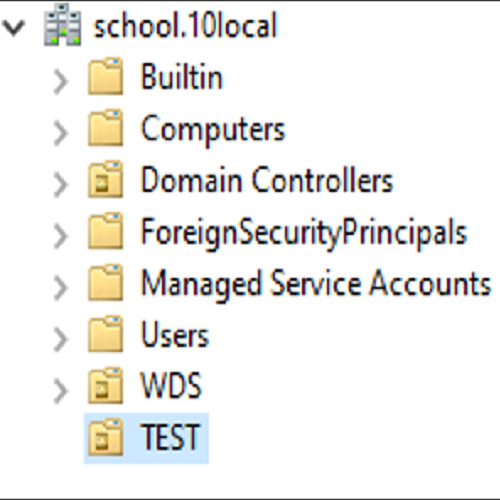 school.10local
Builtin
Computers
Domain Controllers
ForeignSecurityPrincipals
Managed Service Accounts
Users
WDS
TEST